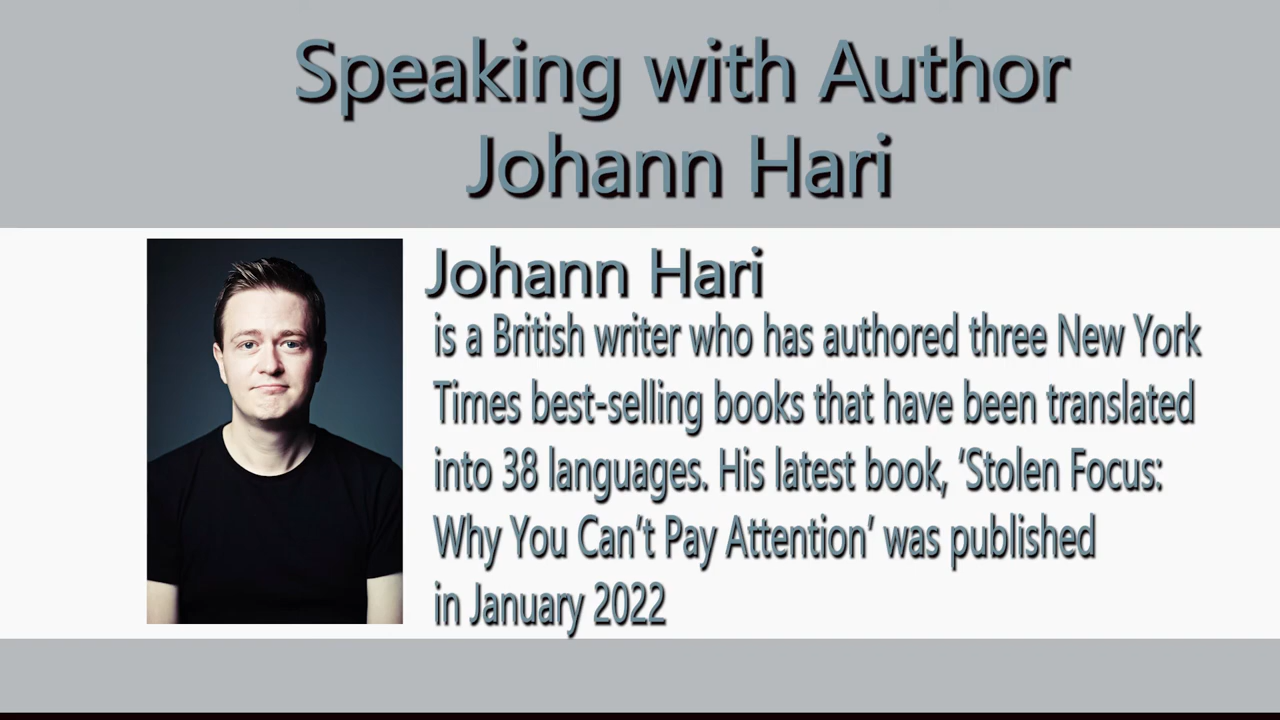 Speaking with Author
Johann Hari
Johann Hari
is a British writer who has authored three New York
Times best-selling books that have been translated
into 38 languages. His latest book, ‘Stolen Focus:
Why You Can’t Pay Attention’ was published
in January 2022